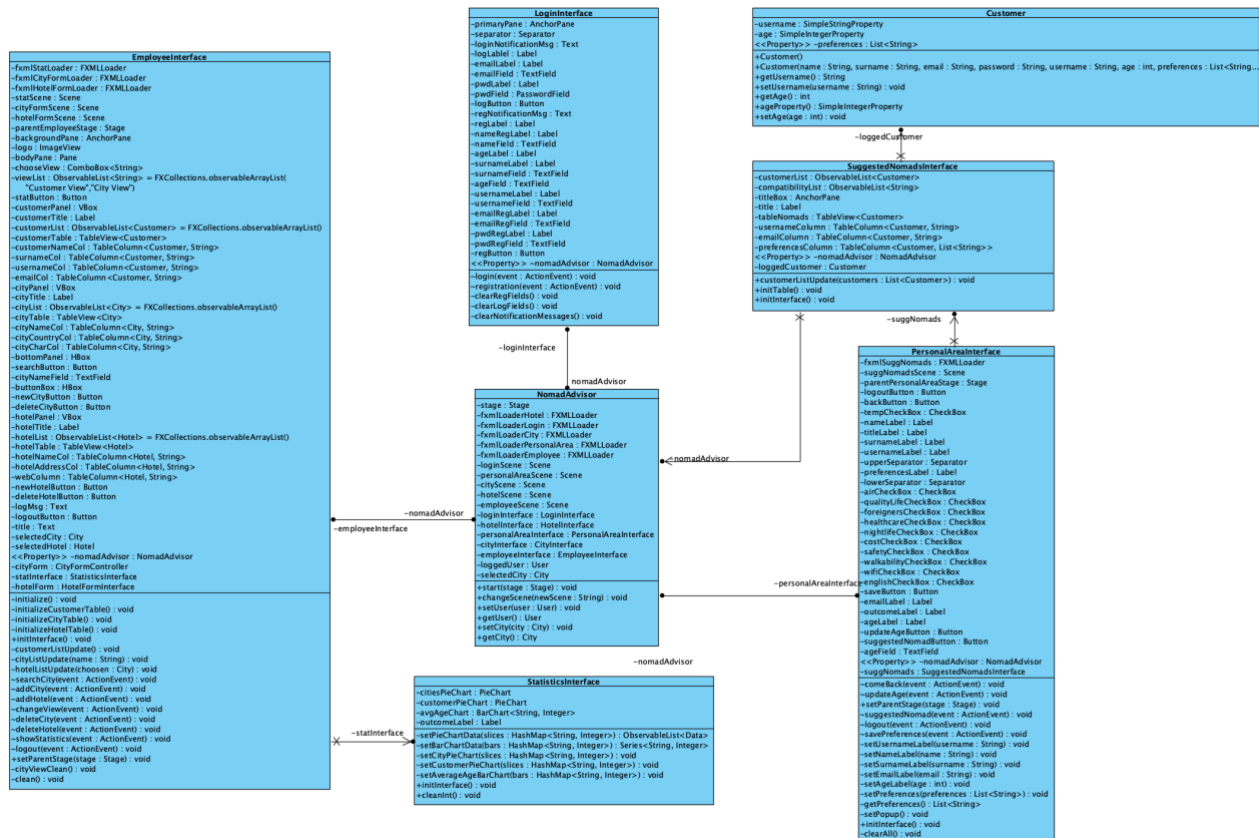 EmployeeInterface
-fxmlStatLoader : FXMLLoader
-fxmlCityFormLoader : FXMLLoader
-fxmlHotelFormLoader : FXMLLoader
-statScene : Scene
-cityFormScene : Scene
-hotelFormScene : Scene
-parentEmployeeStage : Stage
-backgroundPane : AnchorPane
-logo : ImageView
-bodyPane : Pane
-chooseView : ComboBox<String>
-viewList : ObservableList<String> = FXCollections.observableArrayList(
"Customer View","City View")
-statButton : Button
-customerPanel : VBox
-customerTitle : Label
-customerList : ObservableList<Customer> = FXCollections.observableArrayList()
-customerTable : TableView<Customer>
-customerNameCol : TableColumn<Customer, String>
-surnameCol : TableColumn<Customer, String>
-usernameCol : TableColumn<Customer, String>
-emailCol : TableColumn<Customer, String>
-cityPanel : VBox
-cityTitle : Label
-cityList : ObservableList<City> = FXCollections.observableArrayList()
-cityTable : TableView<City>
-cityNameCol : TableColumn<City, String>
-cityCountryCol : TableColumn<City, String>
-cityCharCol : TableColumn<City, String>
-bottomPanel : HBox
-searchButton : Button
-cityNameField : TextField
-buttonBox : HBox
-newCityButton : Button
-deleteCityButton : Button
-hotelPanel : VBox
-hotelTitle : Label
-hotelList : ObservableList<Hotel> = FXCollections.observableArrayList()
-hotelTable : TableView<Hotel>
-hotelNameCol : TableColumn<Hotel, String>
-hotelAddressCol : TableColumn<Hotel, String>
-webColumn : TableColumn<Hotel, String>
-newHotelButton : Button
-deleteHotelButton : Button
-logMsg : Text
-logoutButton : Button
-title : Text
-selectedCity : City
-selectedHotel : Hotel
<<Property>> -nomadAdvisor : NomadAdvisor
-cityForm : CityFormController
-statInterface : StatisticsInterface
-hotelForm : HotelFormInterface
-initialize() : void
-initializeCustomerTable() : void
-initializeCityTable() : void
-initializeHotelTable() : void
+initInterface() : void
-customerListUpdate() : void
-cityListUpdate(name : String) : void
-hotelListUpdate(choosen : City) : void
~searchCity(event : ActionEvent) : void
~addCity(event : ActionEvent) : void
~addHotel(event : ActionEvent) : void
~changeView(event : ActionEvent) : void
~deleteCity(event : ActionEvent) : void
~deleteHotel(event : ActionEvent) : void
~showStatistics(event : ActionEvent) : void
~logout(event : ActionEvent) : void
+setParentStage(stage : Stage) : void
-cityViewClean() : void
-clean() : void
LoginInterface
-primaryPane : AnchorPane
-separator : Separator
-loginNotificationMsg : Text
-logLablel : Label
-emailLabel : Label
-emailField : TextField
-pwdLabel : Label
-pwdField : PasswordField
-logButton : Button
-regNotificationMsg : Text
-regLabel : Label
-nameRegLabel : Label
-nameField : TextField
-ageLabel : Label
-surnameLabel : Label
-surnameField : TextField
-ageField : TextField
-usernameLabel : Label
-usernameField : TextField
-emailRegLabel : Label
-emailRegField : TextField
-pwdRegLabel : Label
-pwdRegField : TextField
-regButton : Button
<<Property>> -nomadAdvisor : NomadAdvisor
~login(event : ActionEvent) : void
~registration(event : ActionEvent) : void
-clearRegFields() : void
-clearLogFields() : void
-clearNotificationMessages() : void
-loginInterface
nomadAdvisor
NomadAdvisor
-stage : Stage
-fxmlLoaderHotel : FXMLLoader
-fxmlLoaderLogin : FXMLLoader
-fxmlLoaderCity : FXMLLoader
-fxmlLoaderPersonalArea : FXMLLoader
-fxmlLoaderEmployee : FXMLLoader
-loginScene : Scene
-personalAreaScene : Scene
-cityScene : Scene
-hotelScene : Scene
-employeeScene : Scene
-loginInterface : LoginInterface
-hotelInterface : HotelInterface
-personalAreaInterface : PersonalAreaInterface
-cityInterface : CityInterface
-employeeInterface : EmployeeInterface
-loggedUser : User
-selectedCity : City
+start(stage : Stage) : void
+changeScene(newScene : String) : void
+setUser(user : User) : void
+getUser() : User
+setCity(city : City) : void
+getCity() : City
-nomadAdvisor
-employeeInterface
-nomadAdvisor
-personalAreaInterface
-nomadAdvisor
StatisticsInterface
-citiesPieChart : PieChart
-customerPieChart : PieChart
-avgAgeChart : BarChart<String, Integer>
-outcomeLabel : Label
-setPieChartData(slices : HashMap<String, Integer>) : ObservableList<Data>
-setBarChartData(bars : HashMap<String, Integer>) : Series<String, Integer>
-setCityPieChart(slices : HashMap<String, Integer>) : void
-setCustomerPieChart(slices : HashMap<String, Integer>) : void
-setAverageAgeBarChart(bars : HashMap<String, Integer>) : void
+initInterface() : void
+cleanInt() : void
-statInterface
Customer
-username : SimpleStringProperty
-age : SimpleIntegerProperty
<<Property>> -preferences : List<String>
+Customer()
+Customer(name : String, surname : String, email : String, password : String, username : String, age : int, preferences : List<String...
+getUsername() : String
+setUsername(username : String) : void
+getAge() : int
+ageProperty() : SimpleIntegerProperty
+setAge(age : int) : void
-loggedCustomer
SuggestedNomadsInterface
-customerList : ObservableList<Customer>
-compatibilityList : ObservableList<String>
-titleBox : AnchorPane
-title : Label
-tableNomads : TableView<Customer>
-usernameColumn : TableColumn<Customer, String>
-emailColumn : TableColumn<Customer, String>
-preferencesColumn : TableColumn<Customer, List<String>>
<<Property>> -nomadAdvisor : NomadAdvisor
-loggedCustomer : Customer
+customerListUpdate(customers : List<Customer>) : void
-initTable() : void
+initInterface() : void
-suggNomads
PersonalAreaInterface
-fxmlSuggNomads : FXMLLoader
-suggNomadsScene : Scene
-parentPersonalAreaStage : Stage
-logoutButton : Button
-backButton : Button
-tempCheckBox : CheckBox
-nameLabel : Label
-titleLabel : Label
-surnameLabel : Label
-usernameLabel : Label
-upperSeparator : Separator
-preferencesLabel : Label
-lowerSeparator : Separator
-airCheckBox : CheckBox
-qualityLifeCheckBox : CheckBox
-foreignersCheckBox : CheckBox
-healthcareCheckBox : CheckBox
-nightlifeCheckBox : CheckBox
-costCheckBox : CheckBox
-safetyCheckBox : CheckBox
-walkabilityCheckBox : CheckBox
-wifiCheckBox : CheckBox
-englishCheckBox : CheckBox
-saveButton : Button
-emailLabel : Label
-outcomeLabel : Label
-ageLabel : Label
-updateAgeButton : Button
-suggestedNomadButton : Button
-ageField : TextField
<<Property>> -nomadAdvisor : NomadAdvisor
-suggNomads : SuggestedNomadsInterface
~comeBack(event : ActionEvent) : void
~updateAge(event : ActionEvent) : void
+setParentStage(stage : Stage) : void
~suggestedNomad(event : ActionEvent) : void
~logout(event : ActionEvent) : void
~savePreferences(event : ActionEvent) : void
-setUsernameLabel(username : String) : void
-setNameLabel(name : String) : void
-setSurnameLabel(surname : String) : void
-setEmailLabel(email : String) : void
-setAgeLabel(age : int) : void
-setPreferences(preferences : List<String>) : void
-getPreferences() : List<String>
-setPopup() : void
+initInterface() : void
-clearAll() : void